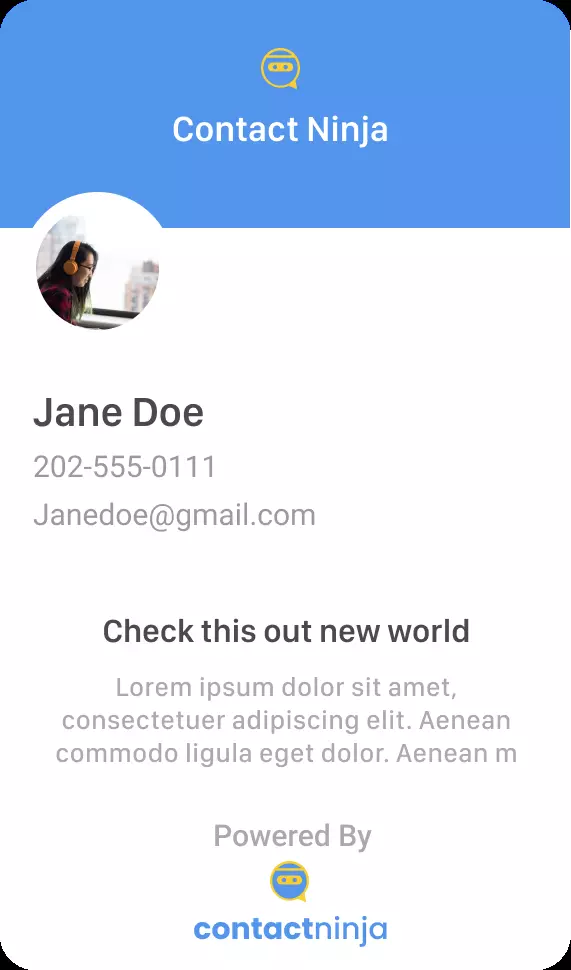 Contact Ninja
Jane Doe
202-555-0111
Janedoe@gmail.com
Check this out new world
Lorem ipsum dolor sit amet,
consectetuer adipiscing elit. Aenean
commodo ligula eget dolor. Aenean m
Powered By
contactninja